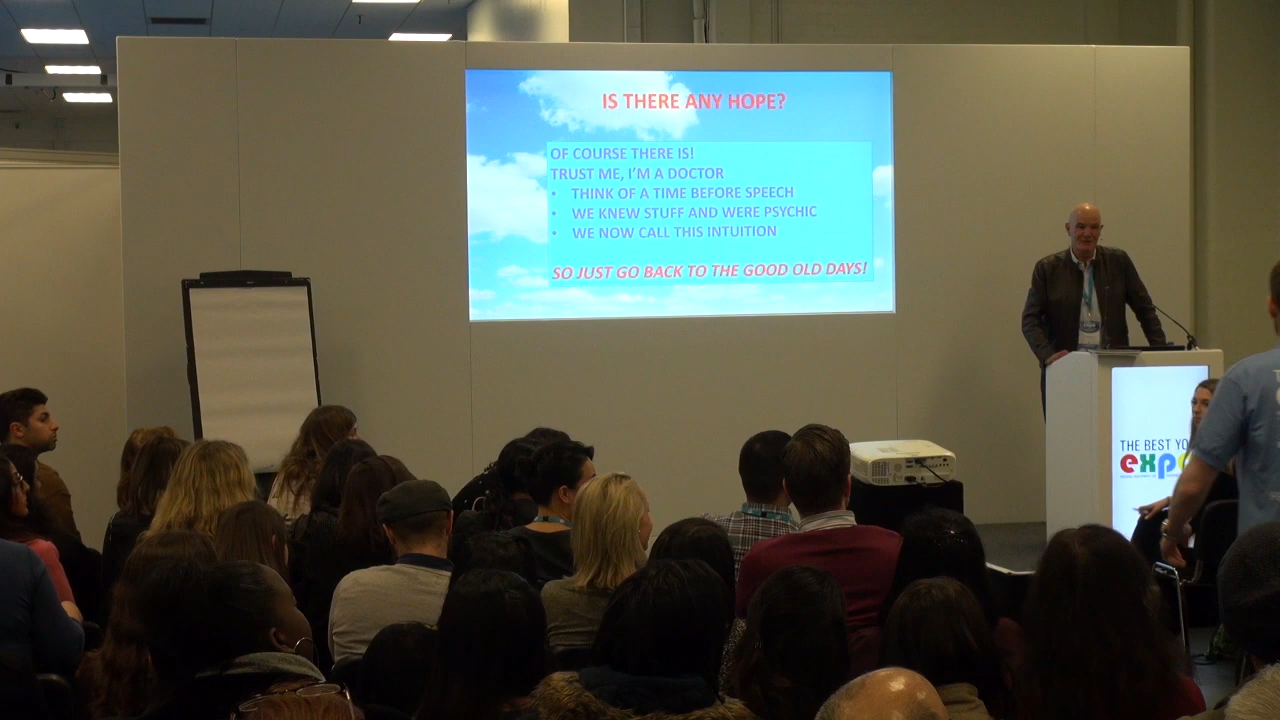 IS THERE ANY HOPE?
OF COURSE THERE IS!
TRUST ME, I'M A DOCTOR
• THINK OF A TIME BEFORE SPEECH
• WE KNEW STUFF AND WERE PSYCHIC
• WE NOW CALL THIS INTUITION
SO JUST GO BACK TO THE GOOD OLD DAYS!
THE BEST YO
expo